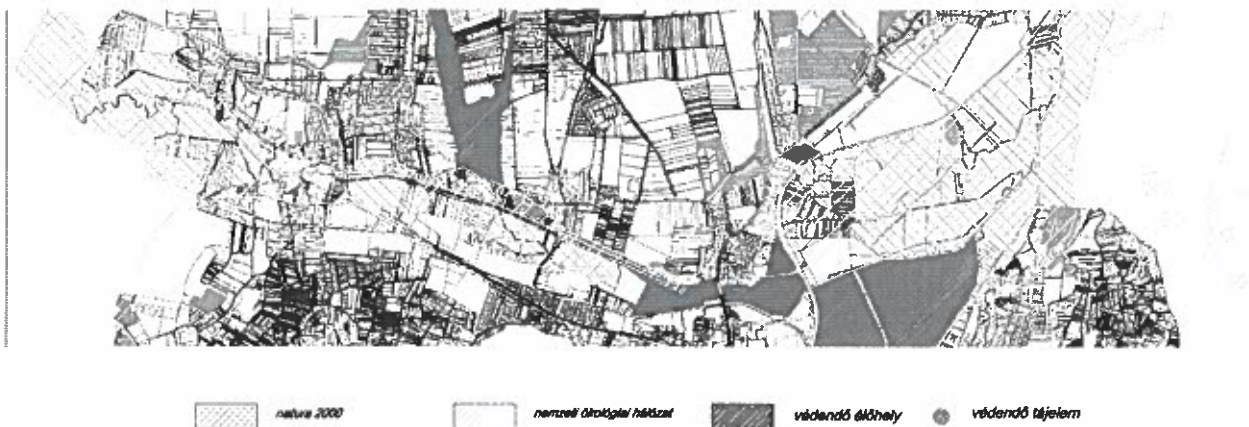 natura 2000
nemzeti ökológiai hálózat
védendő élőhely
védendő tájelem